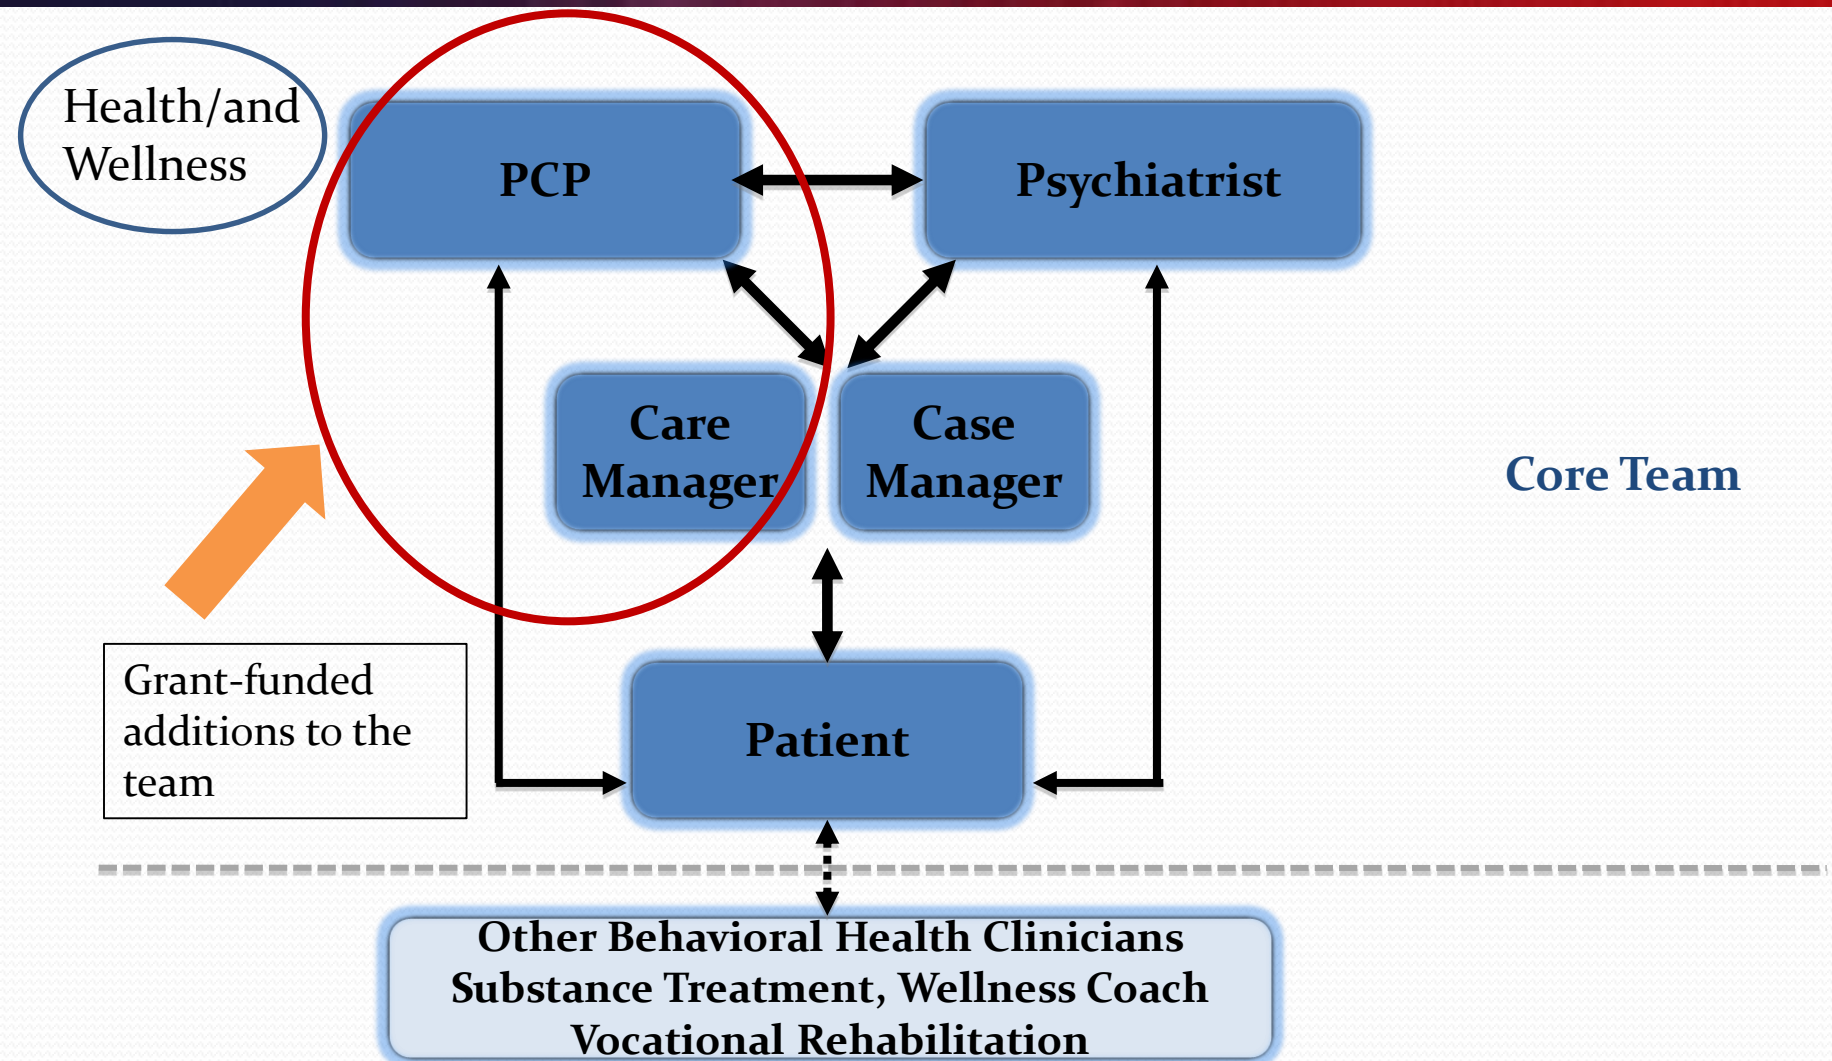 Health/and
Wellness
PCP
Psychiatrist
Care
Manager
Case
Manager
Core Team
Grant-funded
additions to the
team
Patient
Other Behavioral Health Clinicians
Substance Treatment, Wellness Coach
Vocational Rehabilitation